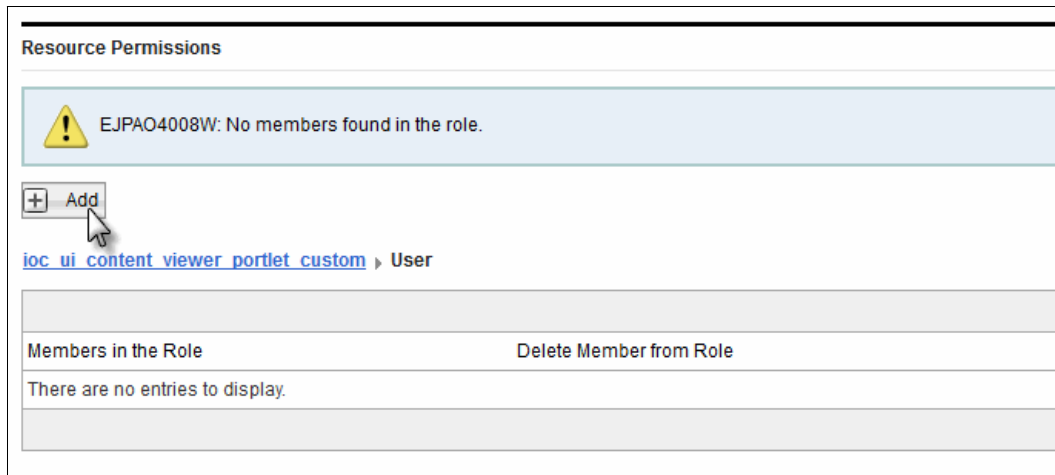 Resource Permissions
EJPAO4008W: No members found in the role.
Add
ioc_ui_content_viewer_portlet_custom User
Members in the Role Delete Member from Role
There are no entries to display.